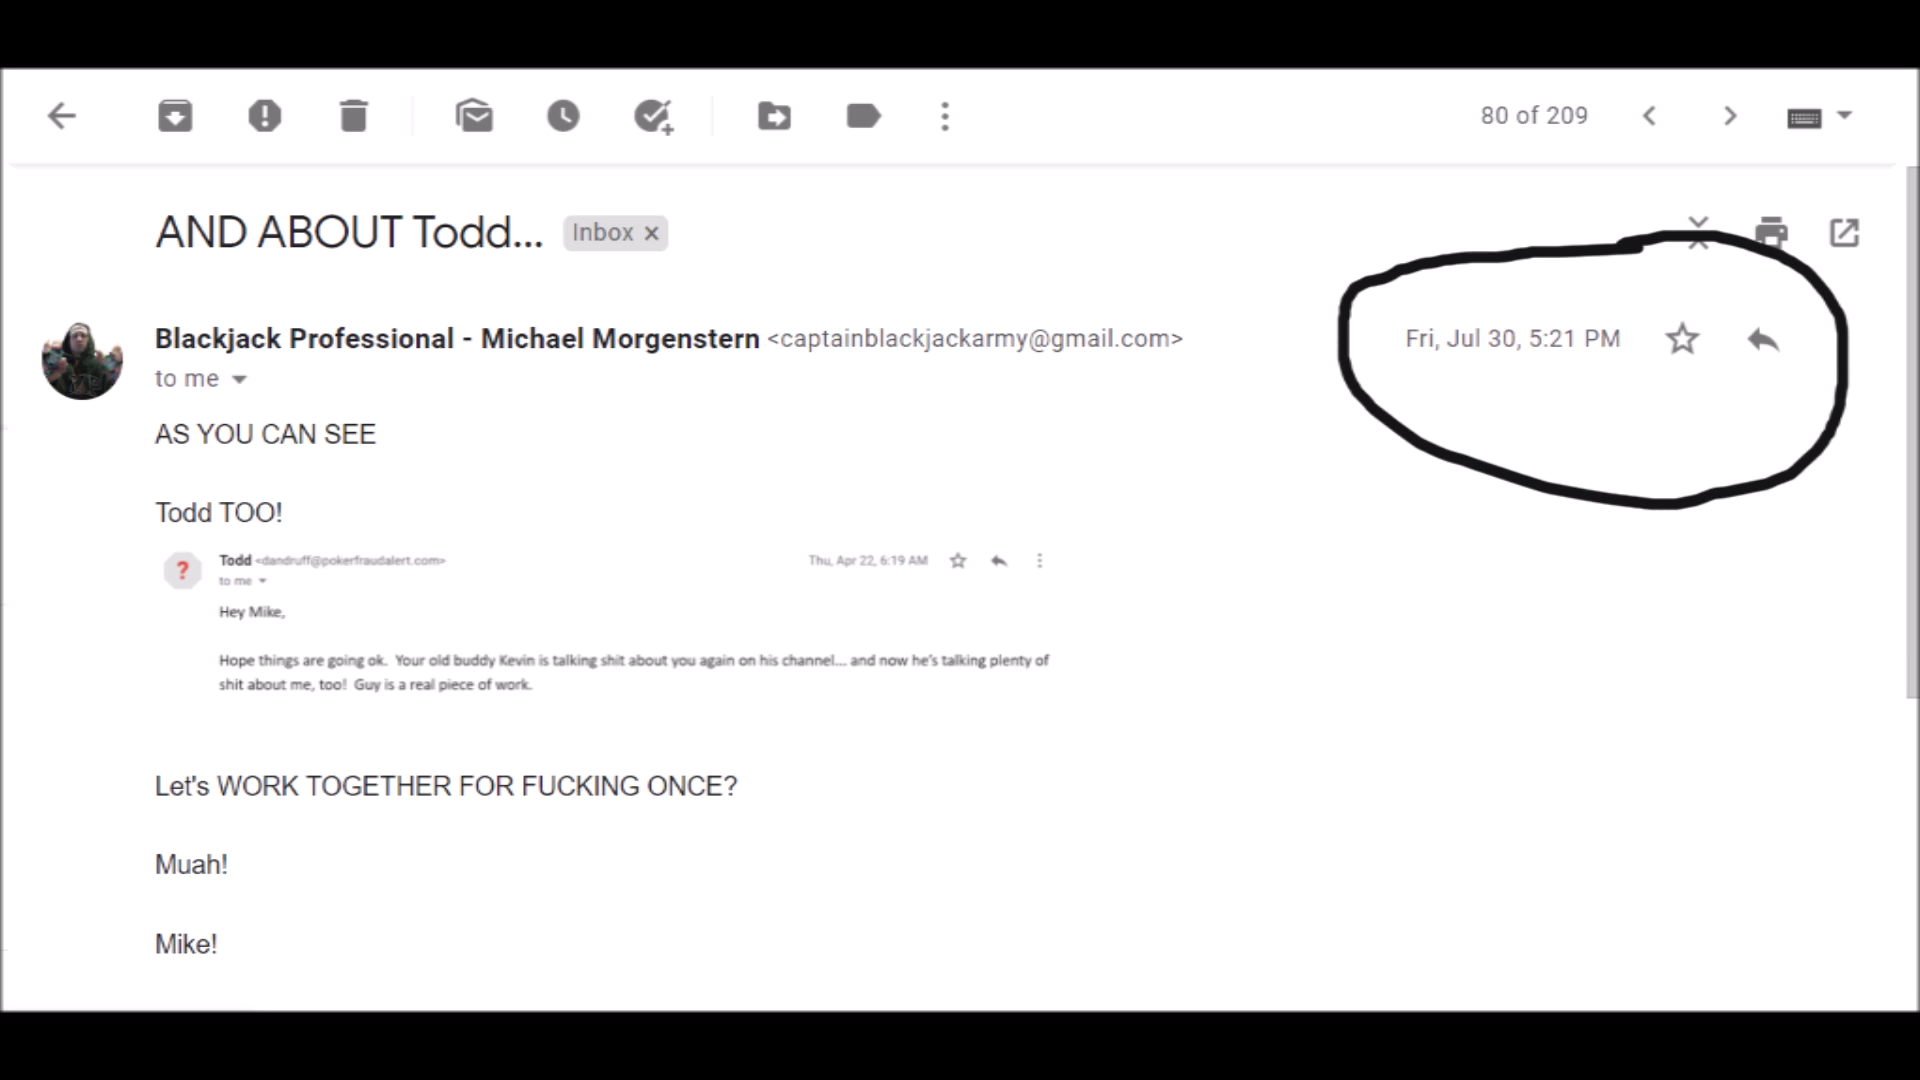 80 of 209
AND ABOUT Todd...
Inbox ×
Blackjack Professional - Michael Morgenstern <captainblackjackarmy@gmail.com>
Fri, Jul 30, 5:21 PM
to me
AS YOU CAN SEE
Todd TOO!
?
Todd <dandruff@pokerfraudalert.com>
Thu, Apr 22, 6:19 AM
to me
Hey Mike,
Hope things are going ok. Your old buddy Kevin is talking shit about you again on his channel... and now he's talking plenty of
shit about me, too! Guy is a real piece of work.
Let's WORK TOGETHER FOR FUCKING ONCE?
Muah!
Mike!